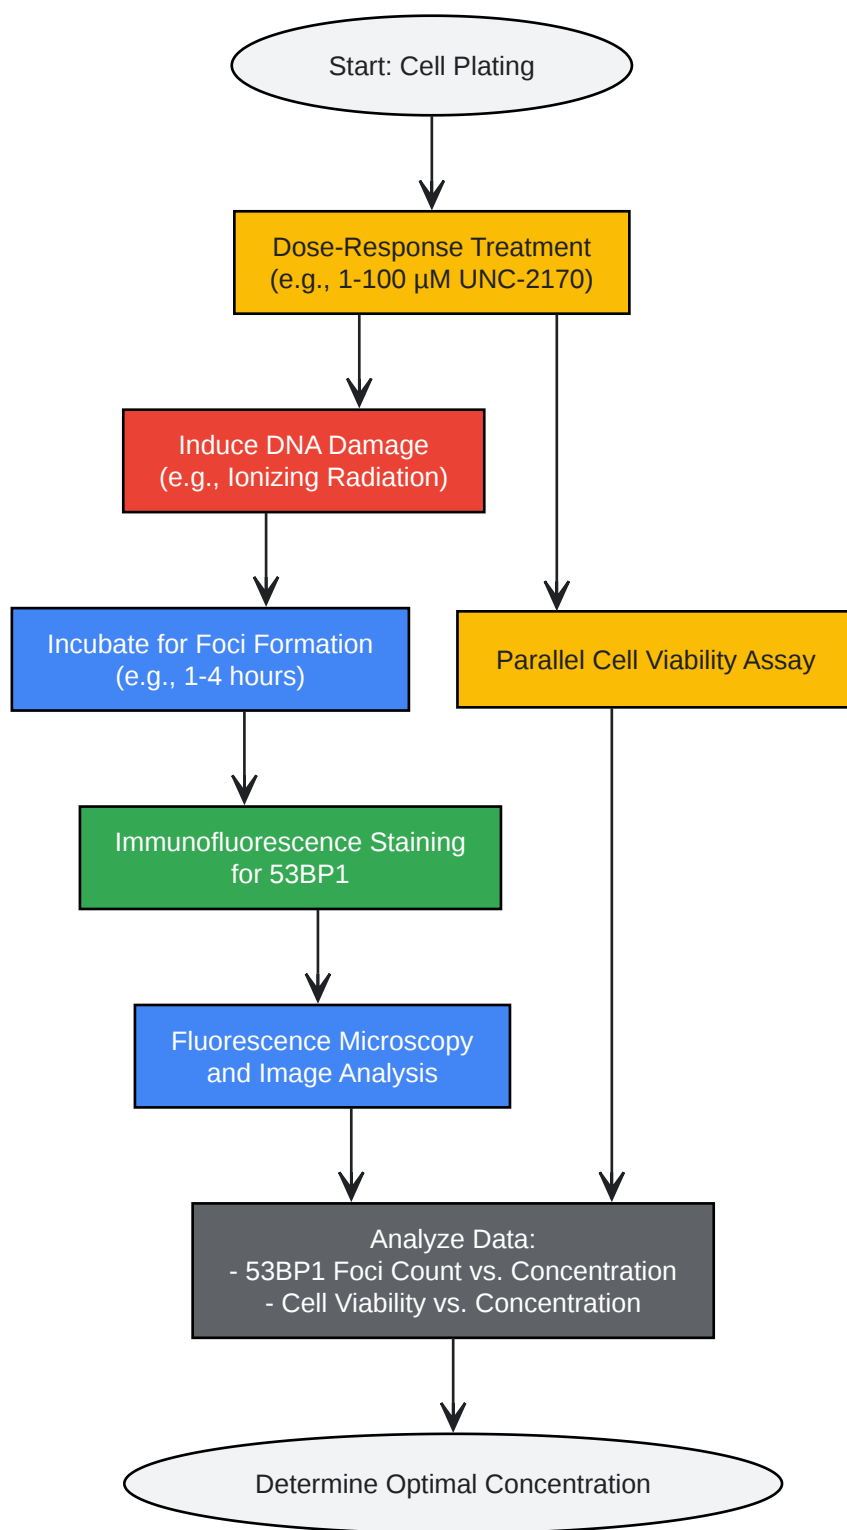 Start: Cell Plating
Dose-Response Treatment
(e.g., 1-100 µM UNC-2170)
Induce DNA Damage
(e.g., Ionizing Radiation)
Incubate for Foci Formation
(e.g., 1-4 hours)
Parallel Cell Viability Assay
Immunofluorescence Staining
for 53BP1
Fluorescence Microscopy
and Image Analysis
Analyze Data:
- 53BP1 Foci Count vs. Concentration
- Cell Viability vs. Concentration
Determine Optimal Concentration